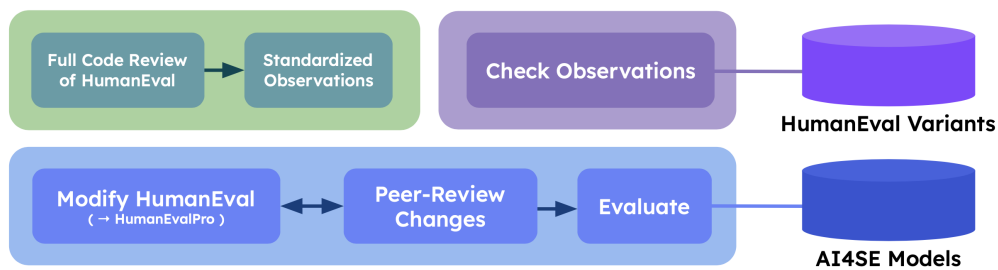 Full Code Review
of HumanEval
Standardized
Observations
Check Observations
HumanEval Variants
Modify HumanEval
( → HumanEvalPro )
Peer-Review
Changes
Evaluate
AI4SE Models